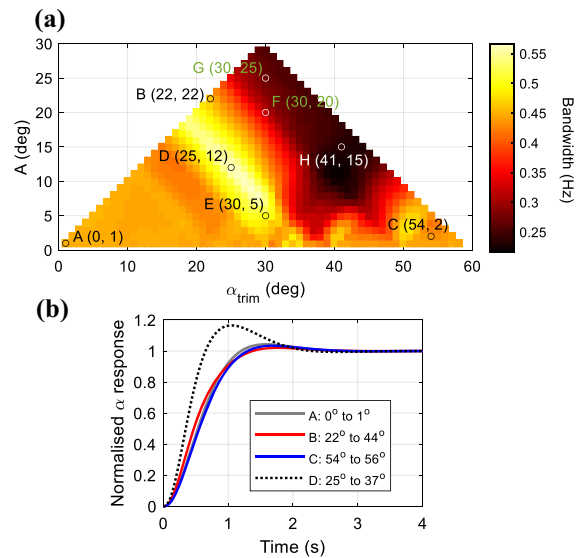 (a)
30
25
20
15
10
5
0
A (deg)
G (30, 25)
B (22, 22)
F (30, 20)
D (25, 12)
H (41, 15)
E (30, 5)
C (54, 2)
A (0, 1)
0 10 20 30 40 50 60
αtrim (deg)
0.55
0.5
0.45
0.4
0.35
0.3
0.25
Bandwidth (Hz)
(b)
1.2
1
0.8
0.6
0.4
0.2
0
Normalised α response
A: 0° to 1°
B: 22° to 44°
C: 54° to 56°
D: 25° to 37°
0 1 2 3 4
Time (s)